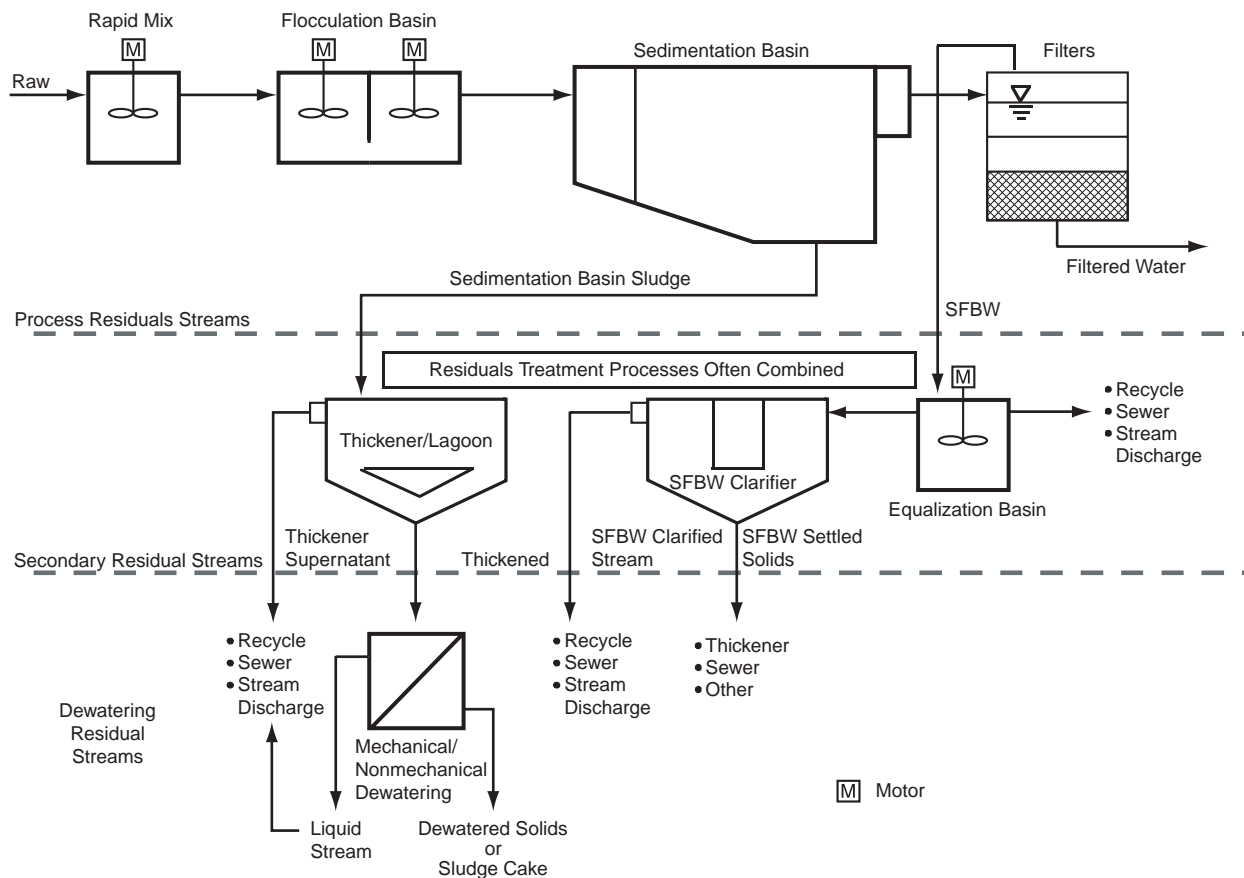 Rapid Mix
Flocculation Basin
Sedimentation Basin
Filters
M
M
M
Raw
Filtered Water
Sedimentation Basin Sludge
Process Residuals Streams
SFBW
Residuals Treatment Processes Often Combined
M
• Recycle
• Sewer
• Stream
Discharge
Thickener/Lagoon
SFBW Clarifier
Equalization Basin
Thickener
Supernatant
Thickened
SFBW Clarified
Stream
SFBW Settled
Solids
Secondary Residual Streams
• Recycle
• Sewer
• Stream
Discharge
• Recycle
• Sewer
• Stream
Discharge
• Thickener
• Sewer
• Other
Dewatering
Residual
Streams
Mechanical/
Nonmechanical
Dewatering
M Motor
Liquid
Stream
Dewatered Solids
or
Sludge Cake